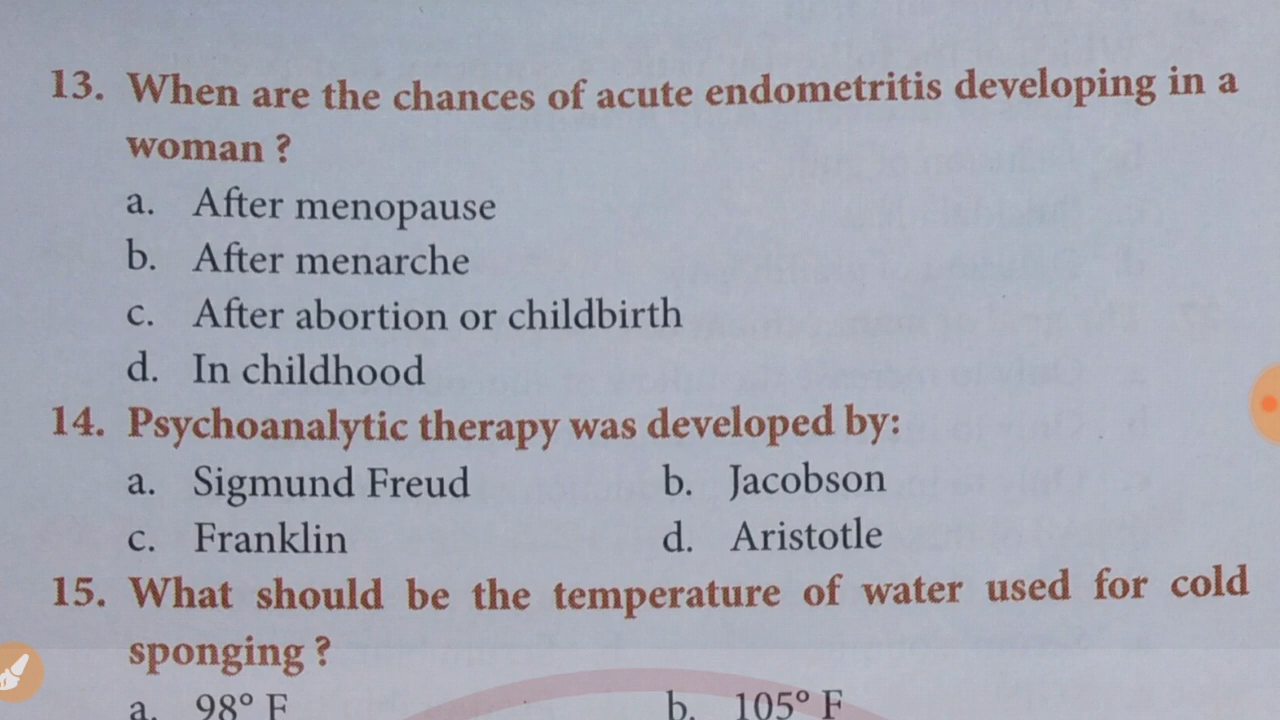 13. When are the chances of acute endometritis developing in a
woman ?
a. After menopause
b. After menarche
c. After abortion or childbirth
d. In childhood
14. Psychoanalytic therapy was developed by:
a. Sigmund Freud b. Jacobson
c. Franklin d. Aristotle
15. What should be the temperature of water used for cold
sponging ?
a. 98° F b. 105° F